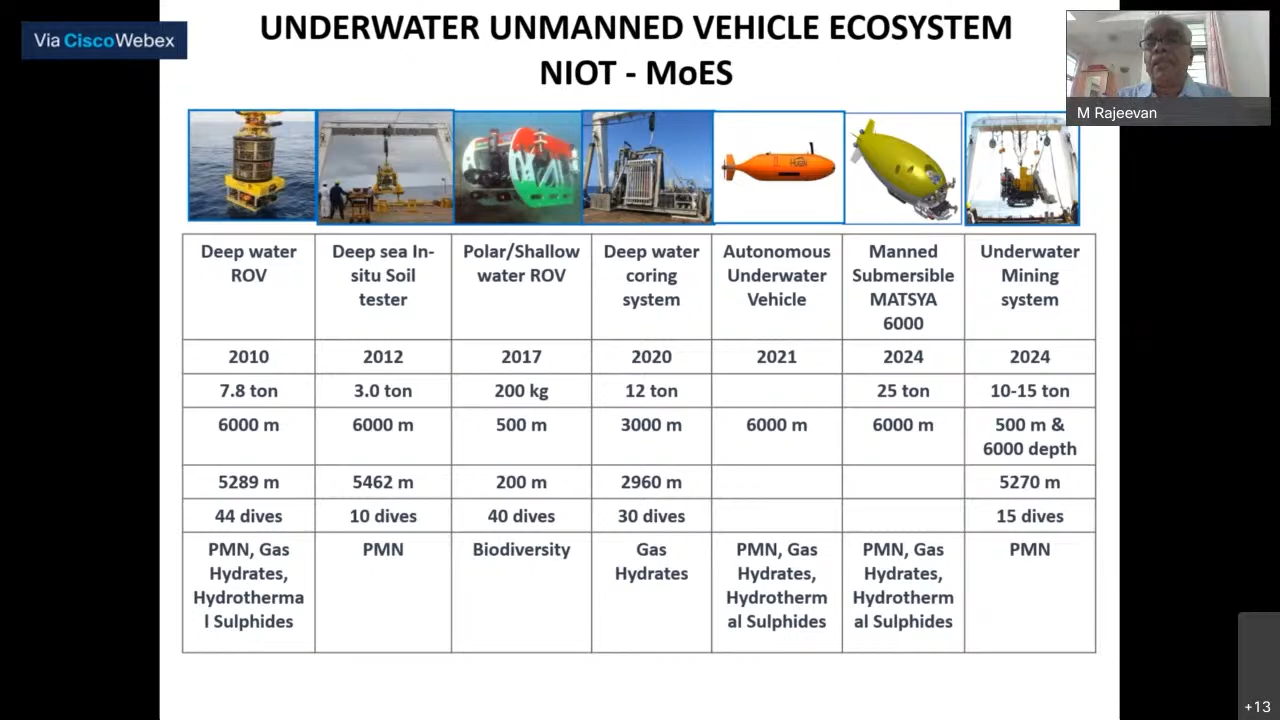 Via Cisco Webex
UNDERWATER UNMANNED VEHICLE ECOSYSTEM
NIOT - MoES
M Rajeevan
HUGIN
Deep water
ROV
Deep sea In-
situ Soil
tester
Polar/Shallow
water ROV
Deep water
coring
system
Autonomous
Underwater
Vehicle
Manned
Submersible
MATSYA
6000
Underwater
Mining
system
2010
2012
2017
2020
2021
2024
2024
7.8 ton
3.0 ton
200 kg
12 ton
25 ton
10-15 ton
6000 m
6000 m
500 m
3000 m
6000 m
6000 m
500 m &
6000 depth
5289 m
5462 m
200 m
2960 m
5270 m
44 dives
10 dives
40 dives
30 dives
15 dives
PMN, Gas
Hydrates,
Hydrotherma
l Sulphides
PMN
Biodiversity
Gas
Hydrates
PMN, Gas
Hydrates,
Hydrotherm
al Sulphides
PMN, Gas
Hydrates,
Hydrotherm
al Sulphides
PMN
+13